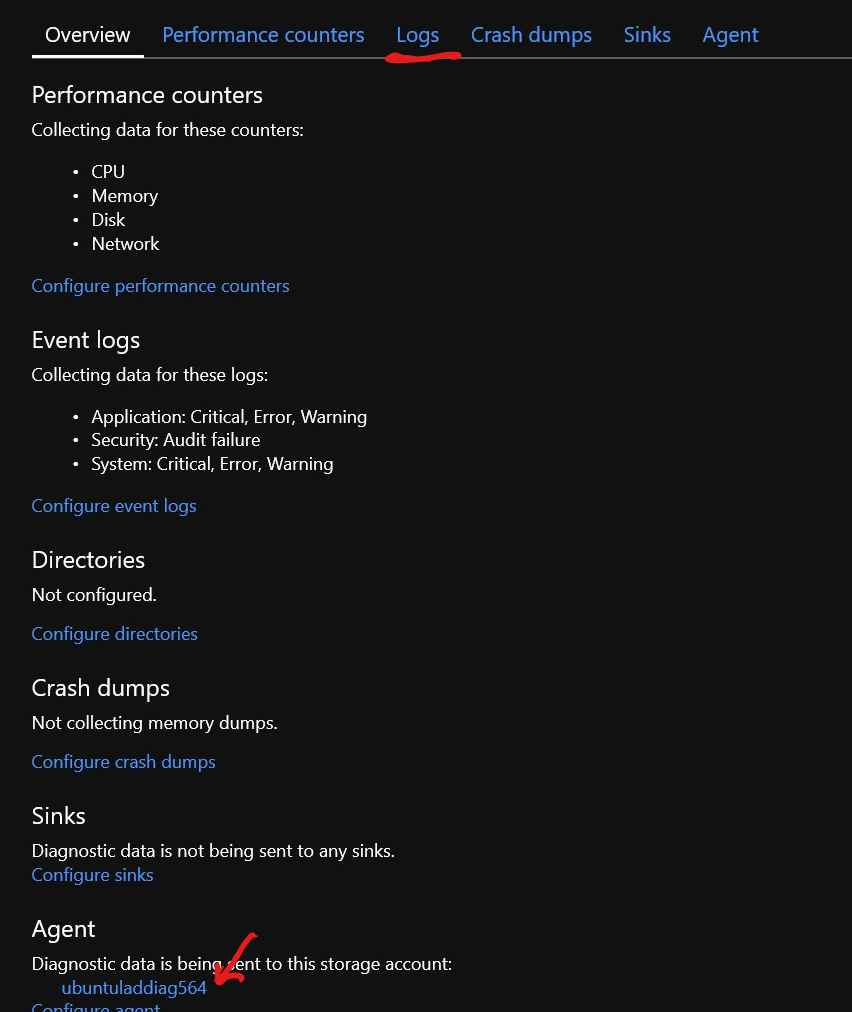 Overview Performance counters Logs Crash dumps Sinks Agent
Performance counters
Collecting data for these counters:
• CPU
• Memory
• Disk
• Network
Configure performance counters
Event logs
Collecting data for these logs:
• Application: Critical, Error, Warning
• Security: Audit failure
• System: Critical, Error, Warning
Configure event logs
Directories
Not configured.
Configure directories
Crash dumps
Not collecting memory dumps.
Configure crash dumps
Sinks
Diagnostic data is not being sent to any sinks.
Configure sinks
Agent
Diagnostic data is being sent to this storage account:
ubuntuladdiag564
Configure agent